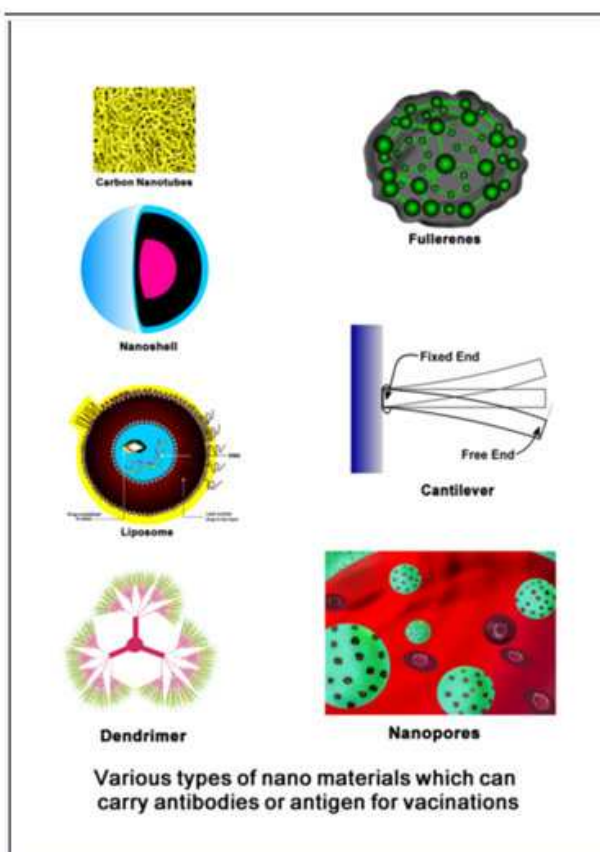 Carbon Nanotubes
Fullerenes
Nanoshell
Fixed End
Free End
Cantilever
Liposome
Dendrimer
Nanopores
Various types of nano materials which can
carry antibodies or antigen for vacinations